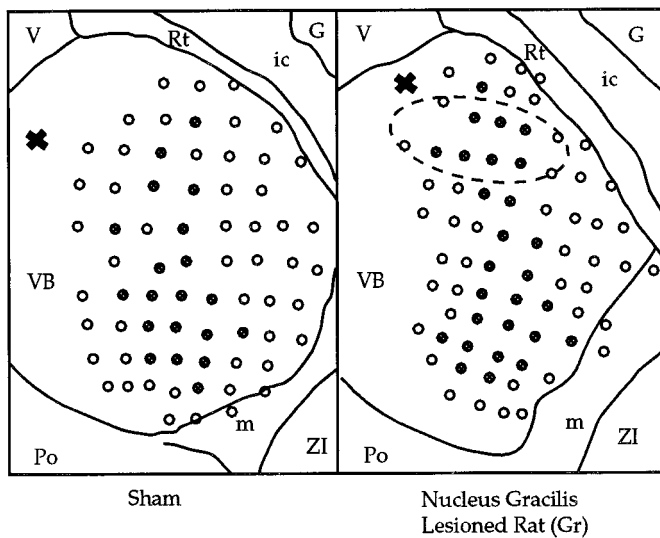 V
Rt
G
ic
VB
Po
m
ZI
Sham
V
Rt
G
ic
VB
Po
m
ZI
Nucleus Gracilis
Lesioned Rat (Gr)